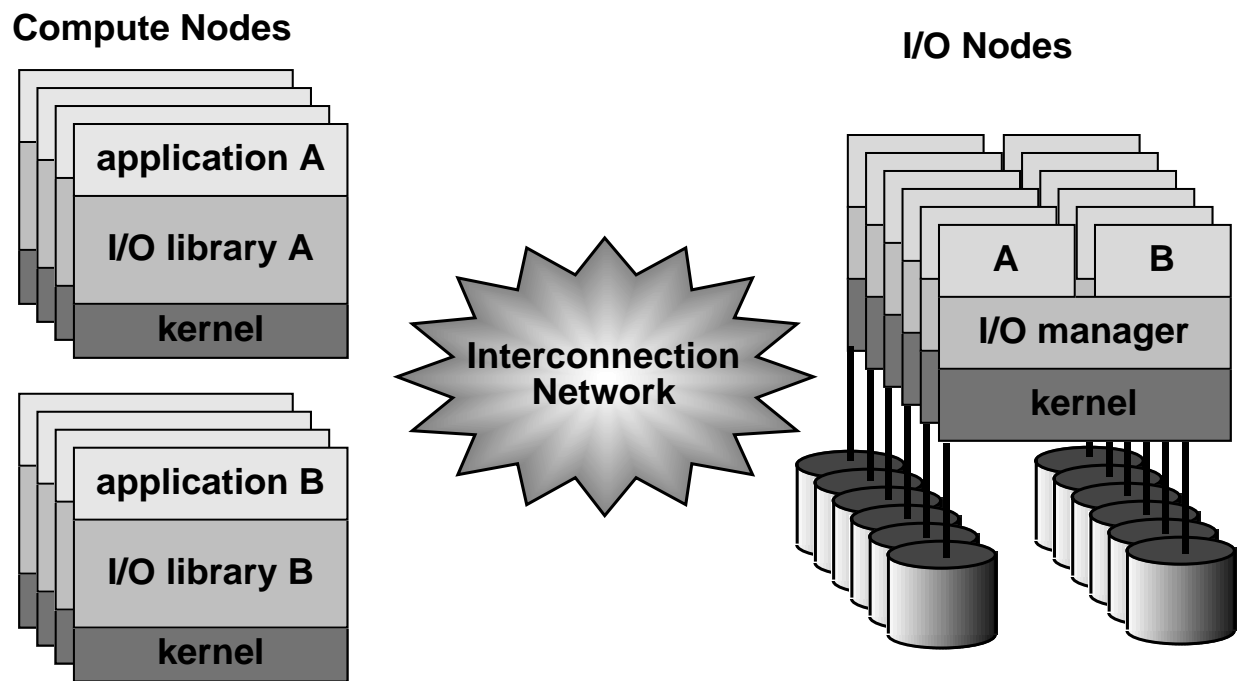 Compute Nodes
I/O Nodes
application A
I/O library A
kernel
application B
I/O library B
kernel
Interconnection
Network
A
B
I/O manager
kernel